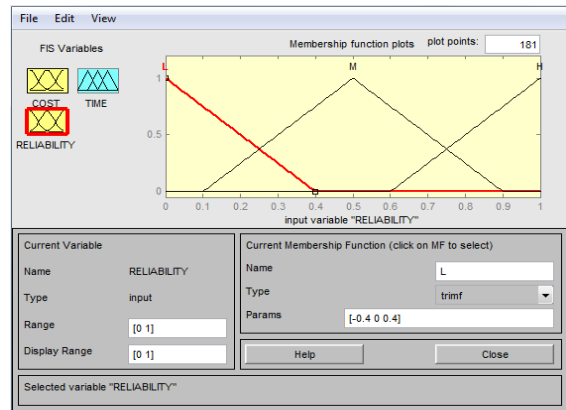 File Edit View
FIS Variables
Membership function plots plot points: 181
COST TIME
RELIABILITY
L M H
1
0.5
0
0 0.1 0.2 0.3 0.4 0.5 0.6 0.7 0.8 0.9 1
input variable "RELIABILITY"
Current Variable
Name RELIABILITY
Type input
Range [0 1]
Display Range [0 1]
Current Membership Function (click on MF to select)
Name L
Type trimf
Params [-0.4 0 0.4]
Help Close
Selected variable "RELIABILITY"